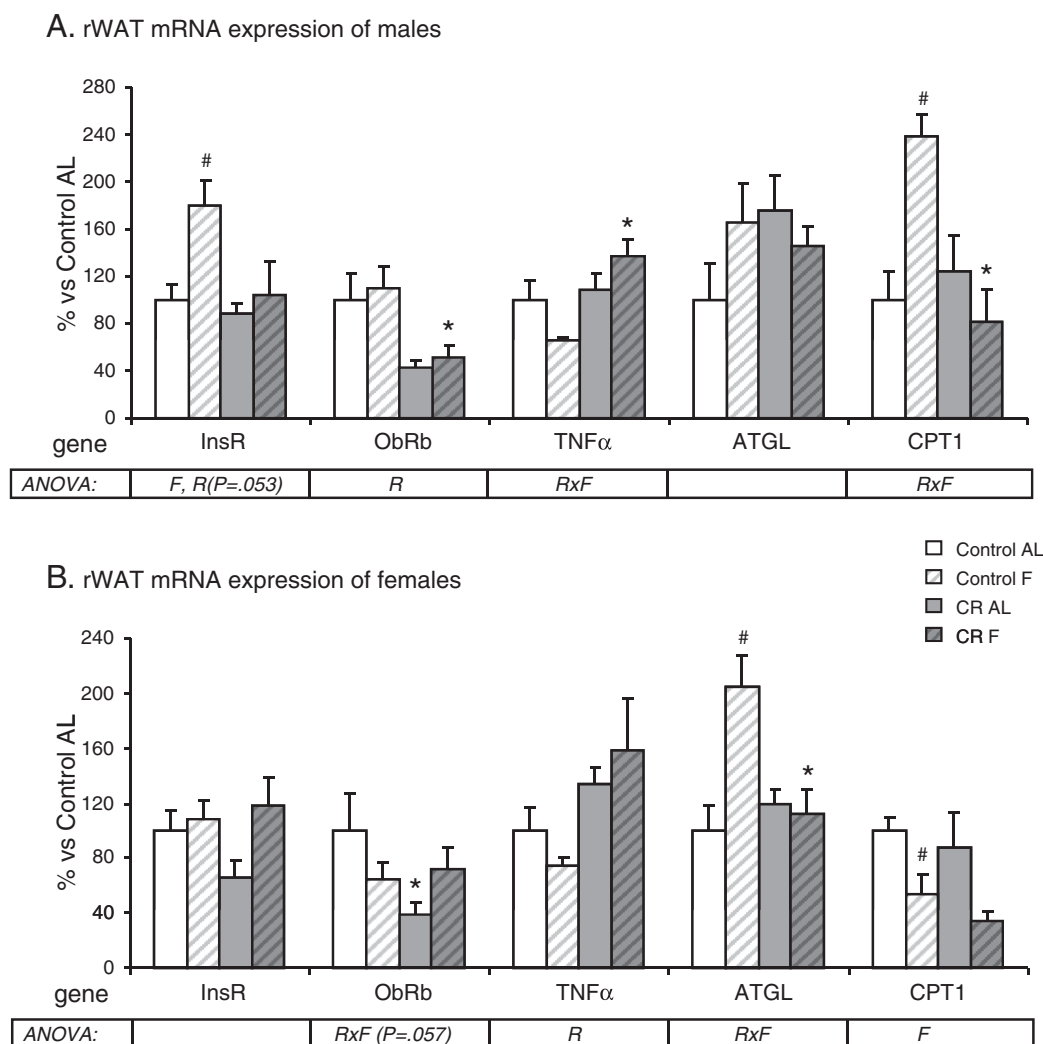 A. rWAT mRNA expression of males
% vs Control AL
280
240
200
160
120
80
40
0
# * * # *
gene InsR ObRb TNFα ATGL CPT1
ANOVA: F, R(P=.053) R RxF RxF
Control AL
Control F
CR AL
CR F
B. rWAT mRNA expression of females
% vs Control AL
240
200
160
120
80
40
0
* # * #
gene InsR ObRb TNFα ATGL CPT1
ANOVA: RxF (P=.057) R RxF F